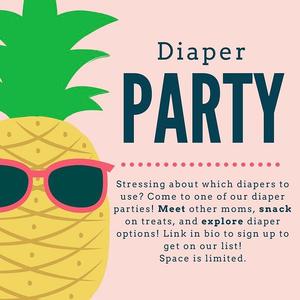 Diaper
PARTY
Stressing about which diapers to
use? Come to one of our diaper
parties! Meet other moms, snack
on treats, and explore diaper
options! Link in bio to sign up to
get on our list!
Space is limited.